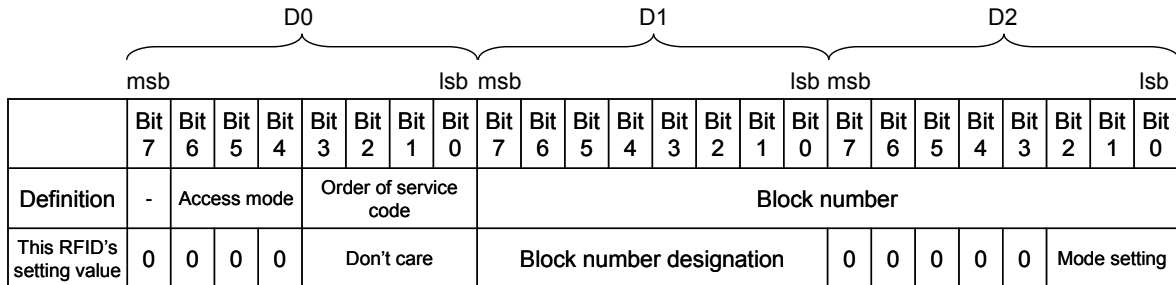 D0 D1 D2
msb lsb msb lsb msb lsb
Bit 7 Bit 6 Bit 5 Bit 4 Bit 3 Bit 2 Bit 1 Bit 0 Bit 7 Bit 6 Bit 5 Bit 4 Bit 3 Bit 2 Bit 1 Bit 0 Bit 7 Bit 6 Bit 5 Bit 4 Bit 3 Bit 2 Bit 1 Bit 0
Definition - Access mode Order of service code Block number
This RFID's setting value 0 0 0 0 Don't care Block number designation 0 0 0 0 0 Mode setting